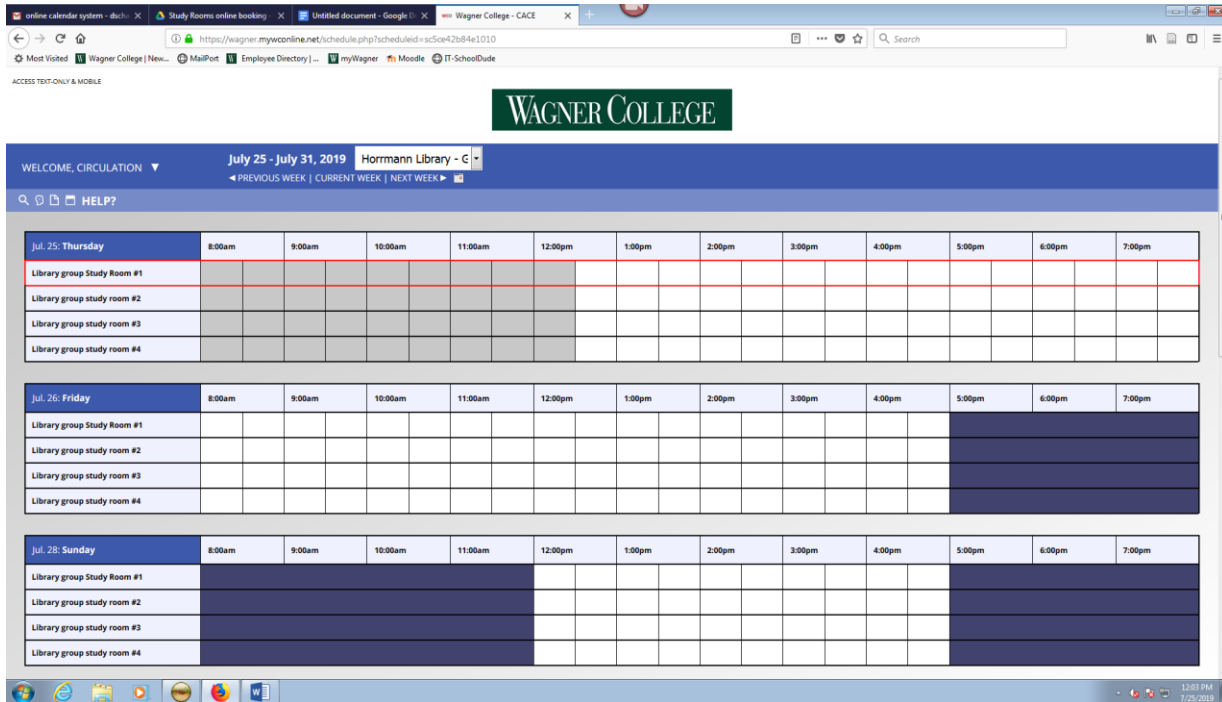 online calendar system - dscha
Study Rooms online booking
Untitled document - Google D
Wagner College - CACE
https://wagner.mywconline.net/schedule.php?scheduleid=sc5ce42b84e1010
Search
Most Visited Wagner College | New... MailPort Employee Directory | ... myWagner Moodle IT-SchoolDude
ACCESS TEXT-ONLY & MOBILE
WAGNER COLLEGE
WELCOME, CIRCULATION ▼
July 25 - July 31, 2019 Horrmann Library - G
◄ PREVIOUS WEEK | CURRENT WEEK | NEXT WEEK ►
HELP?
Jul. 25: Thursday 8:00am 9:00am 10:00am 11:00am 12:00pm 1:00pm 2:00pm 3:00pm 4:00pm 5:00pm 6:00pm 7:00pm
Library group Study Room #1
Library group study room #2
Library group study room #3
Library group study room #4
Jul. 26: Friday 8:00am 9:00am 10:00am 11:00am 12:00pm 1:00pm 2:00pm 3:00pm 4:00pm 5:00pm 6:00pm 7:00pm
Library group Study Room #1
Library group study room #2
Library group study room #3
Library group study room #4
Jul. 28: Sunday 8:00am 9:00am 10:00am 11:00am 12:00pm 1:00pm 2:00pm 3:00pm 4:00pm 5:00pm 6:00pm 7:00pm
Library group Study Room #1
Library group study room #2
Library group study room #3
Library group study room #4
12:03 PM
7/25/2019